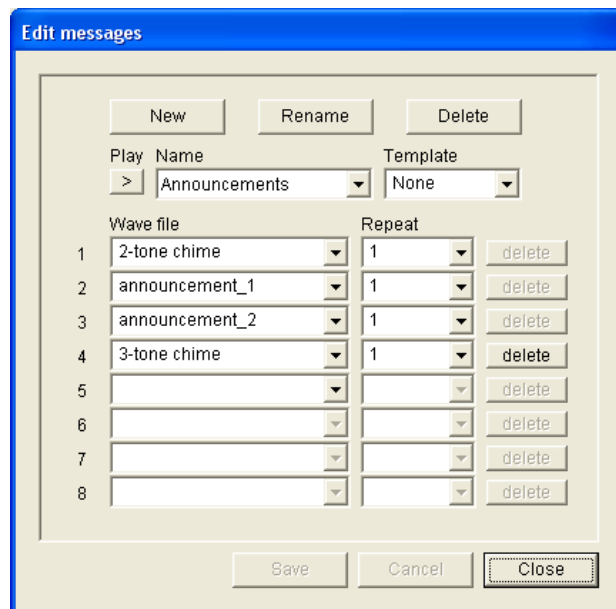 Edit messages
New Rename Delete
Play Name Template
> Announcements None
Wave file Repeat
1 2-tone chime 1 delete
2 announcement_1 1 delete
3 announcement_2 1 delete
4 3-tone chime 1 delete
5 delete
6 delete
7 delete
8 delete
Save Cancel Close